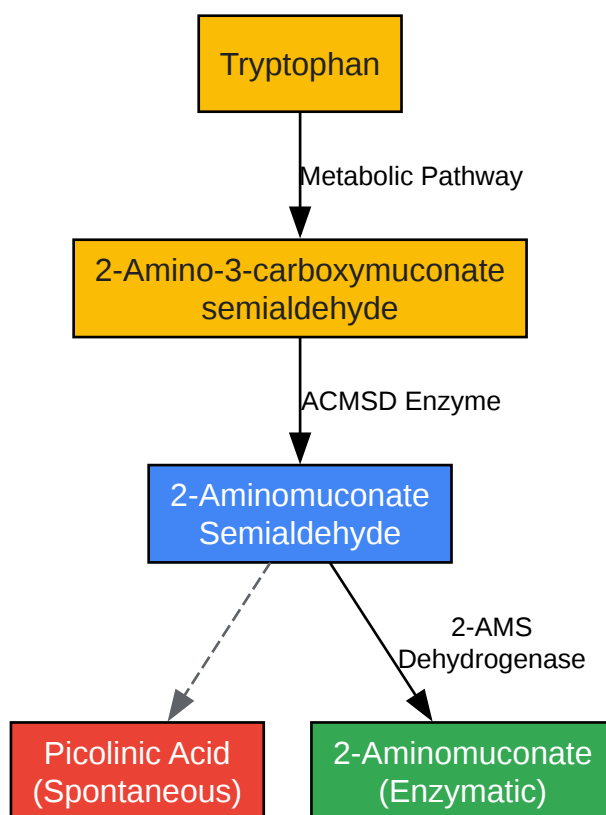 Tryptophan
Metabolic Pathway
2-Amino-3-carboxymuconate
semialdehyde
ACMSD Enzyme
2-Aminomuconate
Semialdehyde
2-AMS
Dehydrogenase
Picolinic Acid
(Spontaneous)
2-Aminomuconate
(Enzymatic)